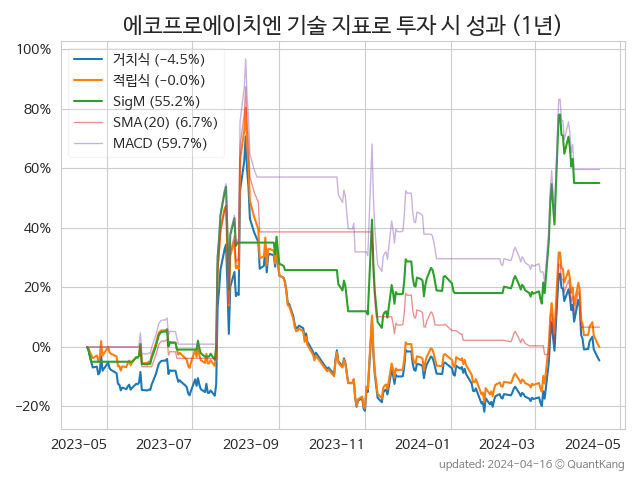 에코프로에이치엔 기술 지표로 투자 시 성과 (1년)
거치식 (−4.5%)
적립식 (−0.0%)
SigM (55.2%)
SMA(20) (6.7%)
MACD (59.7%)
100%
80%
60%
40%
20%
0%
−20%
2023-05 2023-07 2023-09 2023-11 2024-01 2024-03 2024-05
updated: 2024-04-16 © QuantKang